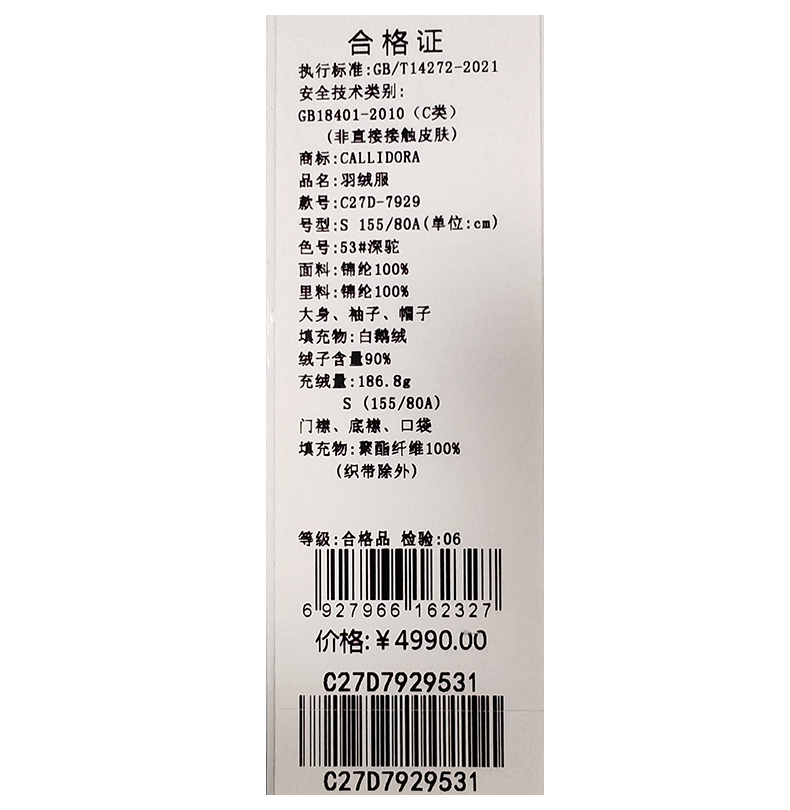 合格证
执行标准:GB/T14272-2021
安全技术类别:
GB18401-2010（C类）
(非直接接触皮肤)
商标:CALLIDORA
品名:羽绒服
款号:C27D-7929
号型:S 155/80A(单位:cm)
色号:53#深驼
面料:锦纶100%
里料:锦纶100%
大身、袖子、帽子
填充物:白鹅绒
绒子含量90%
充绒量:186.8g
S (155/80A)
门襟、底襟、口袋
填充物:聚酯纤维100%
(织带除外)
等级:合格品 检验:06
6 927966 162327
价格:￥4990.00
C27D7929531
C27D7929531